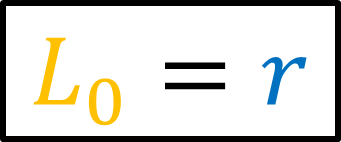 L₀ = r